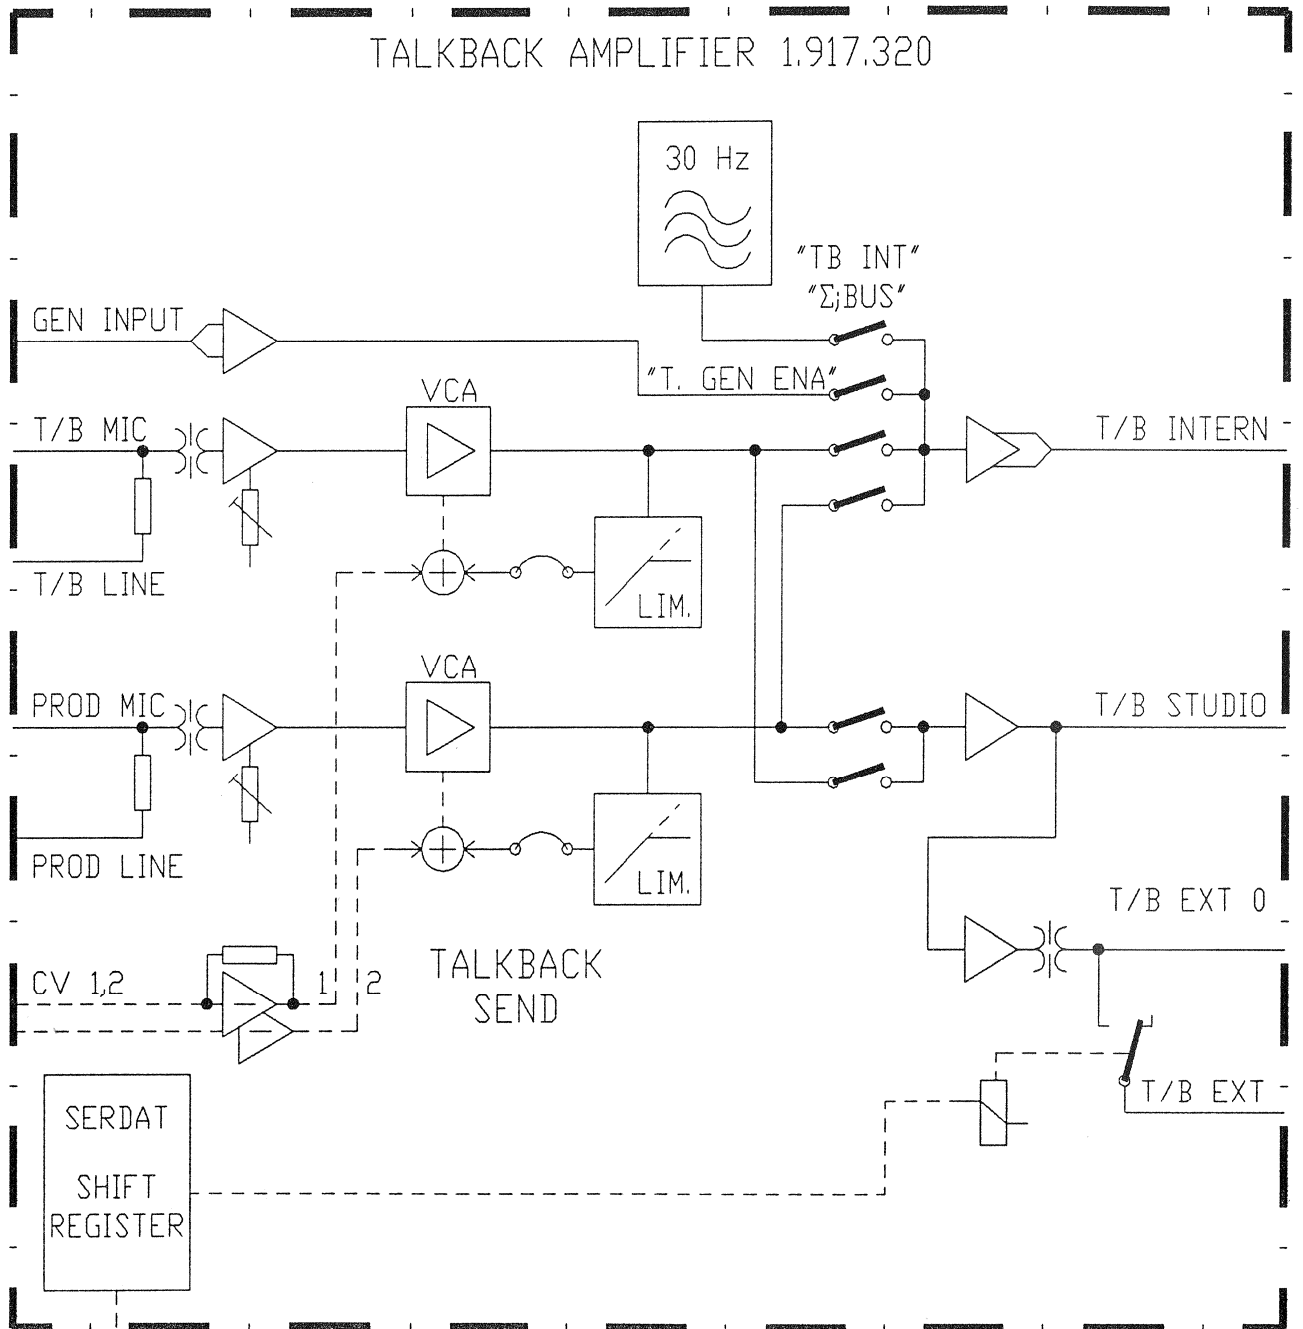 TALKBACK AMPLIFIER 1.917.320
30 Hz
"TB INT"
"Σ;BUS"
GEN INPUT
"T. GEN ENA"
VCA
T/B MIC
T/B INTERN
T/B LINE
LIM.
VCA
PROD MIC
T/B STUDIO
PROD LINE
LIM.
T/B EXT 0
TALKBACK
SEND
CV 1,2
1
2
T/B EXT
SERDAT
SHIFT
REGISTER